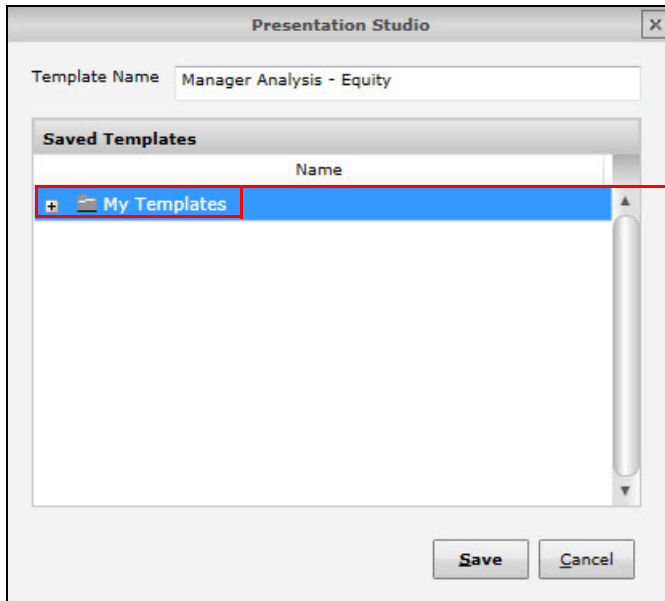 Presentation Studio
Template Name Manager Analysis - Equity
Saved Templates
Name
My Templates
Save Cancel